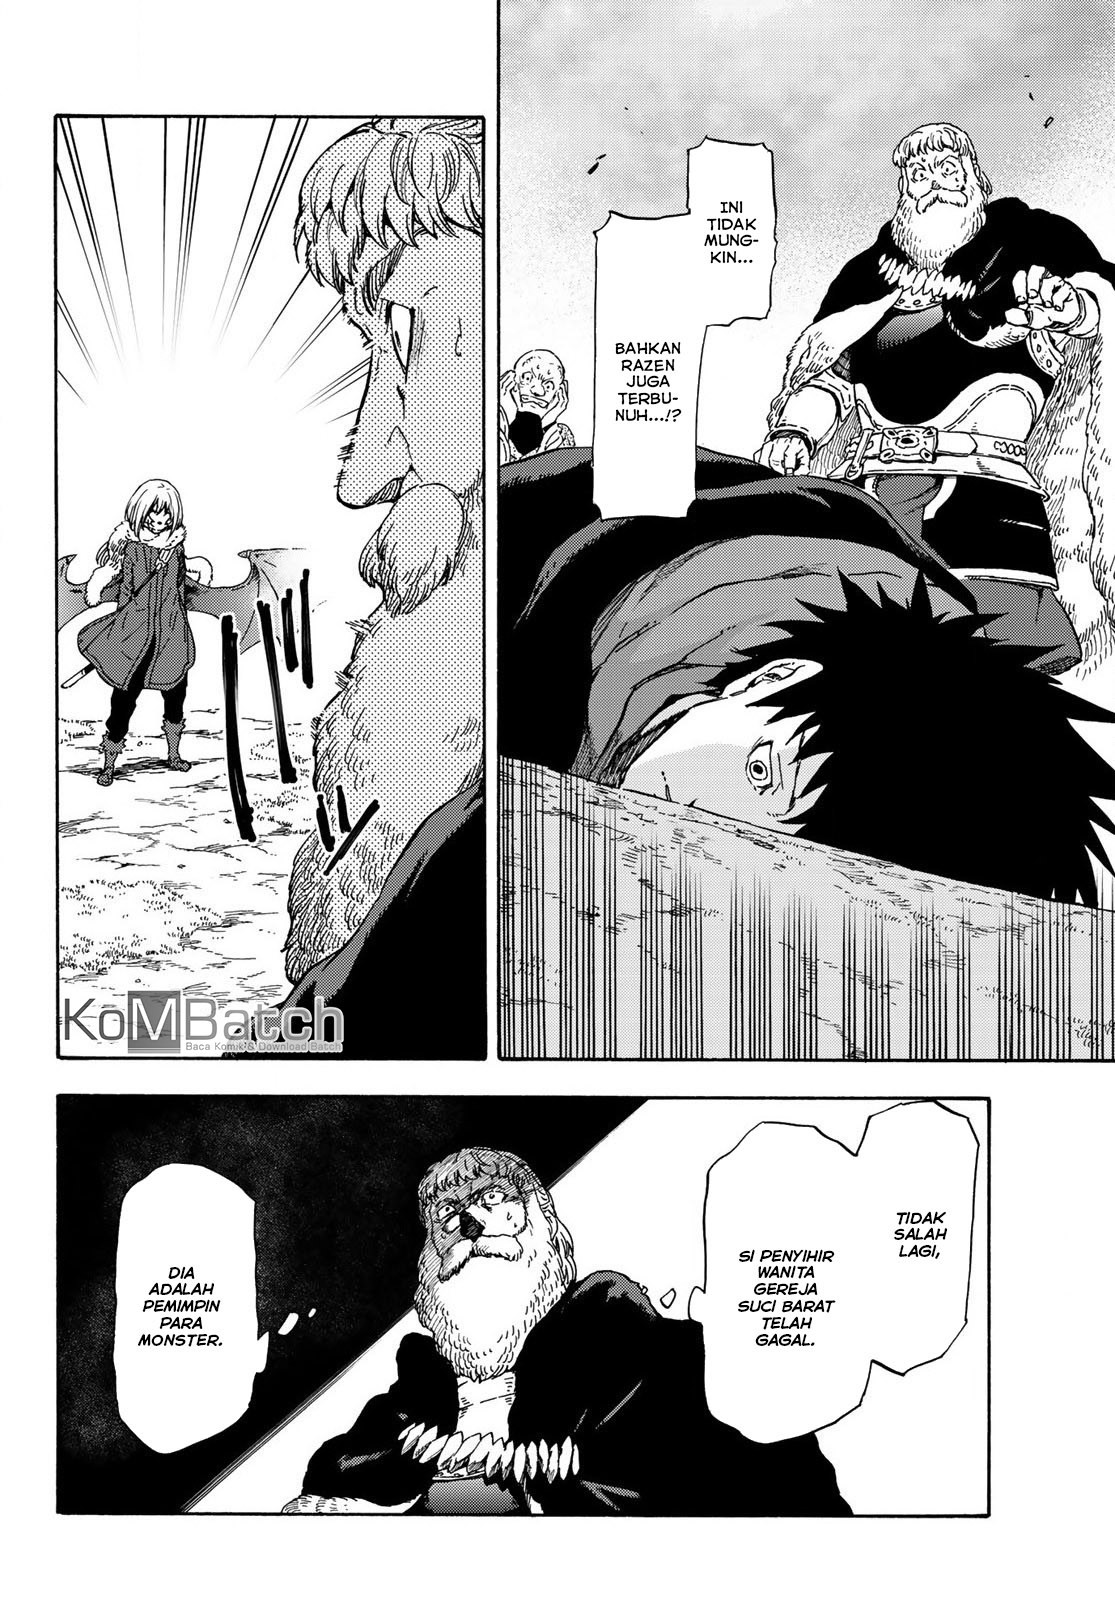 INI
TIDAK
MUNG-
KIN...
BAHKAN
RAZEN
JUGA
TERBU-
NUH...!?
KoMBatch
Baca Komik & Download Batch
TIDAK
SALAH
LAGI,
SI PENYIHIR
WANITA
GEREJA
SUCI BARAT
TELAH
GAGAL.
DIA
ADALAH
PEMIMPIN
PARA
MONSTER.